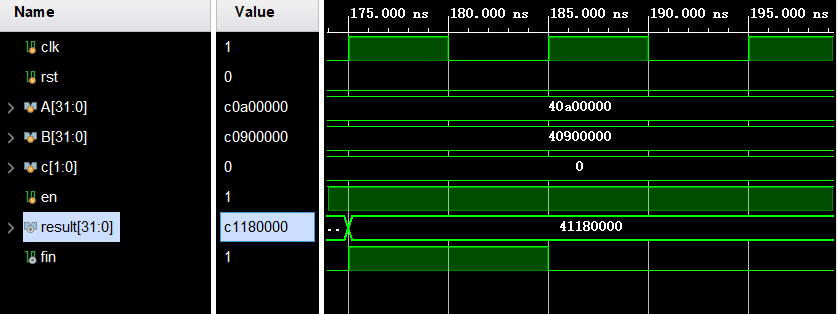 Name Value 175.000 ns 180.000 ns 185.000 ns 190.000 ns 195.000 ns
clk 1
rst 0
A[31:0] c0a00000 40a00000
B[31:0] c0900000 40900000
c[1:0] 0 0
en 1
result[31:0] c1180000 .. 41180000
fin 1